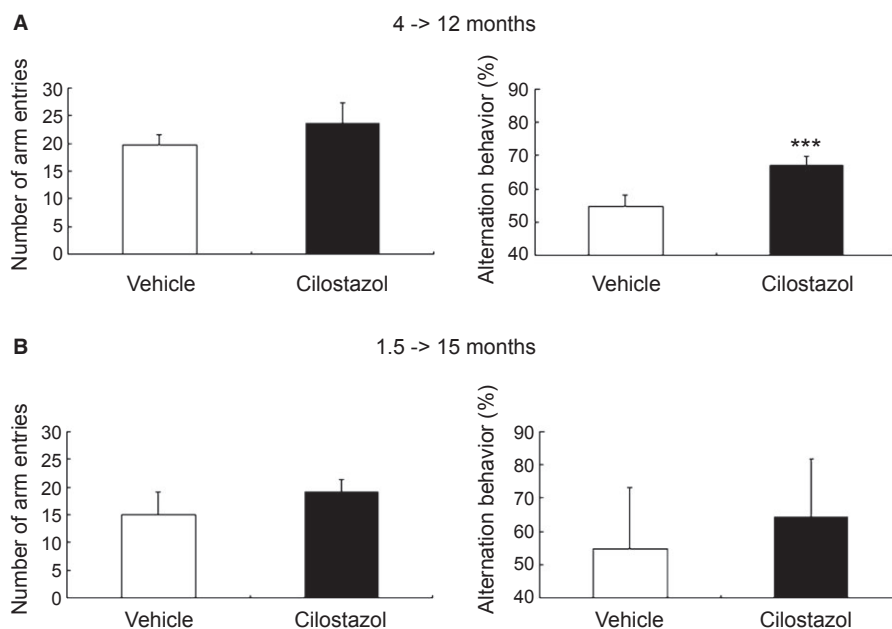 A
4 -> 12 months
Number of arm entries
30
25
20
15
10
5
0
Vehicle
Cilostazol
Alternation behavior (%)
90
80
70
60
50
40
***
Vehicle
Cilostazol
B
1.5 -> 15 months
Number of arm entries
30
25
20
15
10
5
0
Vehicle
Cilostazol
Alternation behavior (%)
90
80
70
60
50
40
Vehicle
Cilostazol